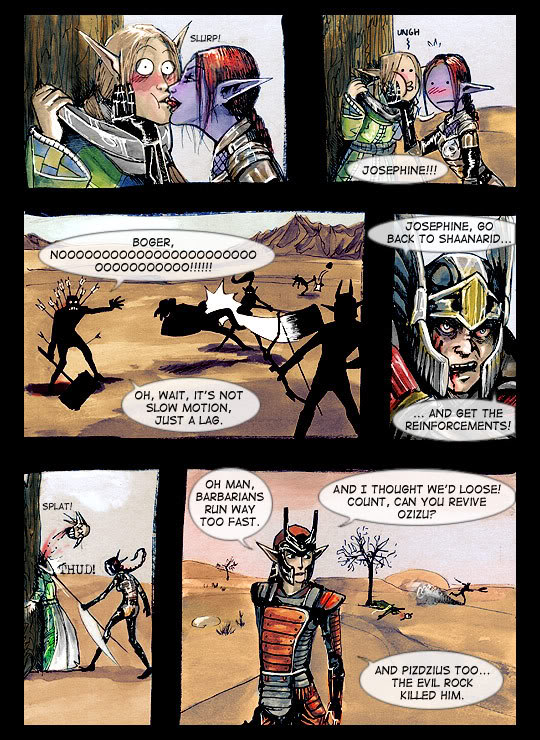 SLURP!
UNGH
JOSEPHINE!!!
BOGER,
NOOOOOOOOOOOOOOOOOOOOOOOO
OOOOOOOOOOO!!!!!!
OH, WAIT, IT'S NOT
SLOW MOTION,
JUST A LAG.
JOSEPHINE, GO
BACK TO SHAANARID...
... AND GET THE
REINFORCEMENTS!
SPLAT!
THUD!
OH MAN,
BARBARIANS
RUN WAY
TOO FAST.
AND I THOUGHT WE'D LOOSE!
COUNT, CAN YOU REVIVE
OZIZU?
AND PIZDZIUS TOO...
THE EVIL ROCK
KILLED HIM.